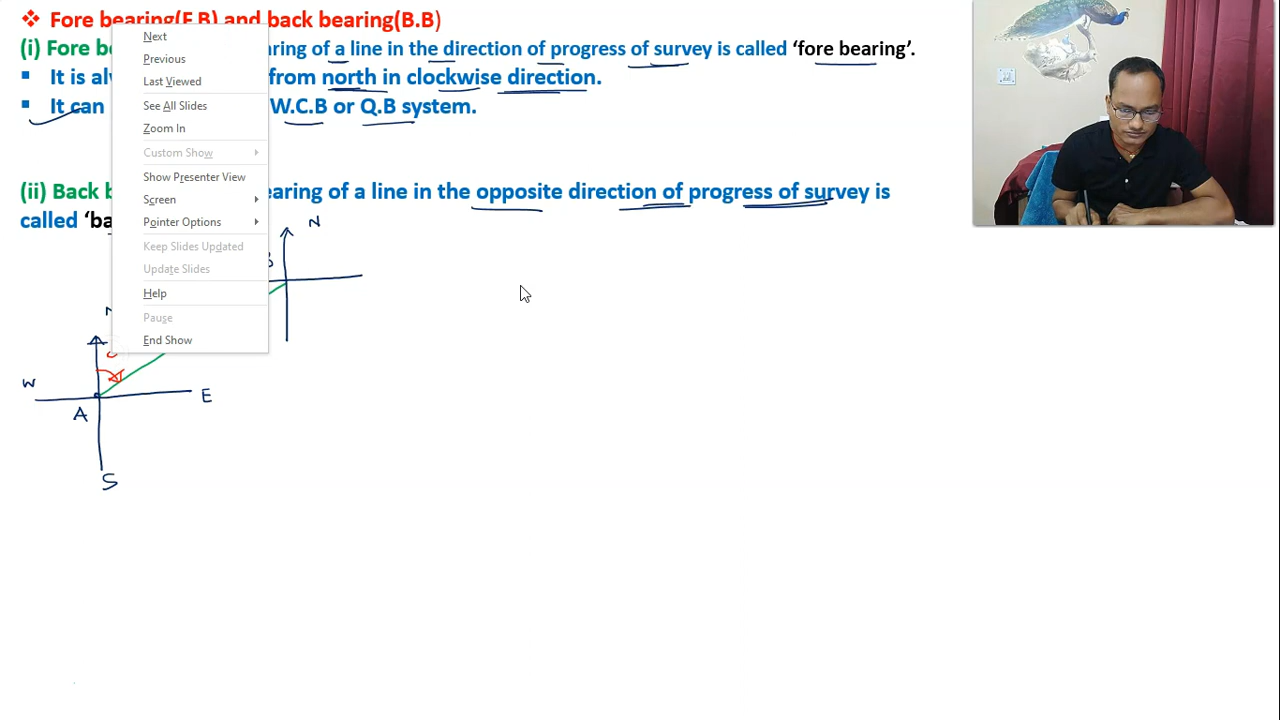 ❖ Fore bearing(F.B) and back bearing(B.B)
(i) Fore be aring of a line in the direction of progress of survey is called ‘fore bearing’.
▪ It is al from north in clockwise direction.
▪ It can W.C.B or Q.B system.
(ii) Back b earing of a line in the opposite direction of progress of survey is
called ‘ba
Next
Previous
Last Viewed
See All Slides
Zoom In
Custom Show
Show Presenter View
Screen
Pointer Options
Keep Slides Updated
Update Slides
Help
Pause
End Show
N
B
W
E
A
S